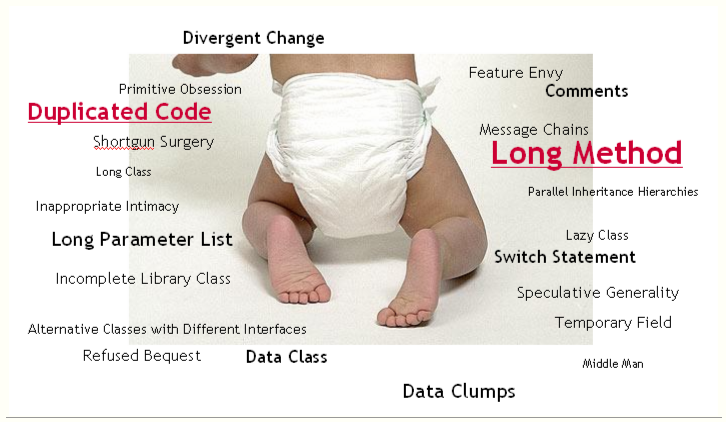 Divergent Change
Feature Envy
Primitive Obsession
Comments
Duplicated Code
Message Chains
Shortgun Surgery
Long Method
Long Class
Parallel Inheritance Hierarchies
Inappropriate Intimacy
Long Parameter List
Lazy Class
Switch Statement
Incomplete Library Class
Speculative Generality
Temporary Field
Alternative Classes with Different Interfaces
Refused Bequest
Data Class
Middle Man
Data Clumps